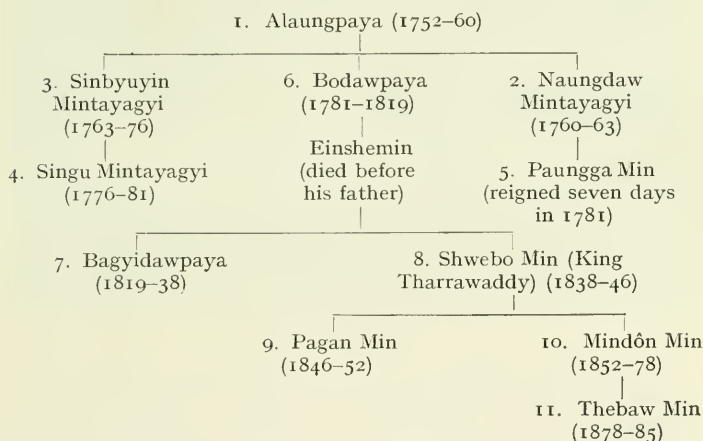 1. Alaungpaya (1752–60)
3. Sinbyuyin
Mintayagyi
(1763–76)
6. Bodawpaya
(1781–1819)
2. Naungdaw
Mintayagyi
(1760–63)
4. Singu Mintayagyi
(1776–81)
Einshemin
(died before
his father)
5. Paungga Min
(reigned seven days
in 1781)
7. Bagyidawpaya
(1819–38)
8. Shwebo Min (King
Tharrawaddy) (1838–46)
9. Pagan Min
(1846–52)
10. Mindôn Min
(1852–78)
11. Thebaw Min
(1878–85)